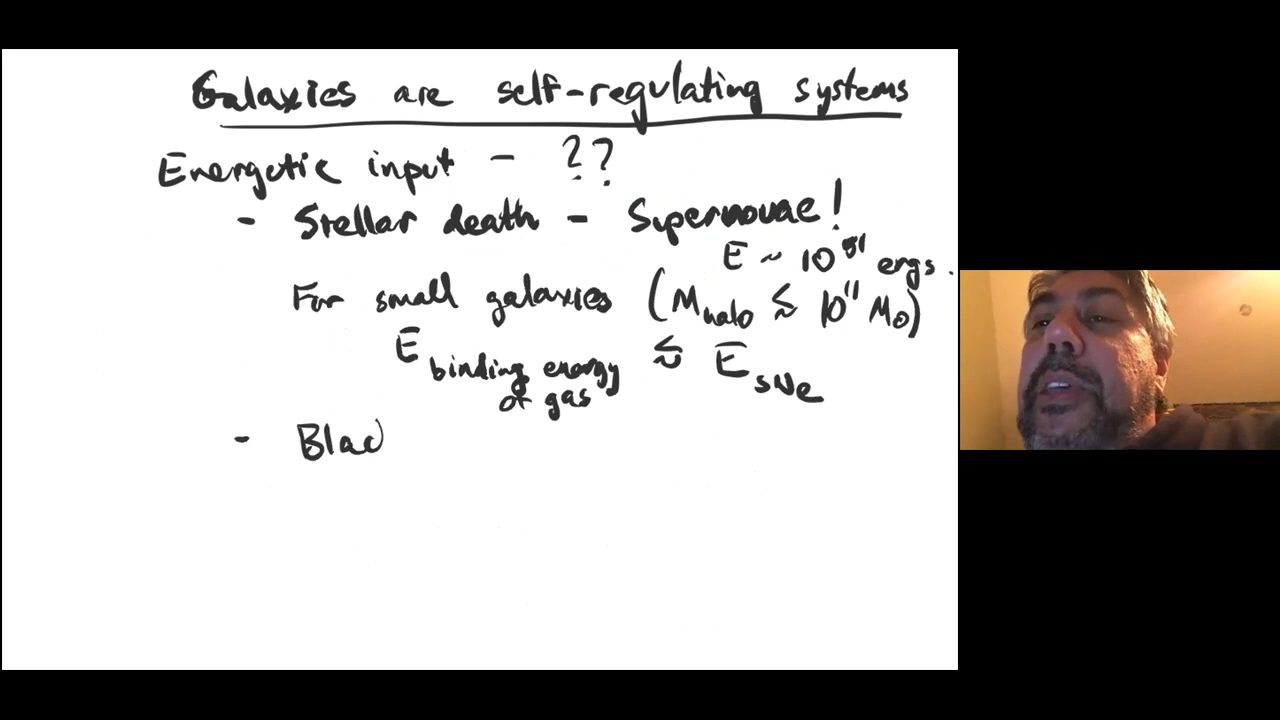 Galaxies are self-regulating systems
Energetic input - ??
- Stellar death - Supernovae!
E ~ 10^51 ergs.
For small galaxies (M_halo ≲ 10^11 M⊙)
E_binding energy of gas ≲ E_SNe
- Blac